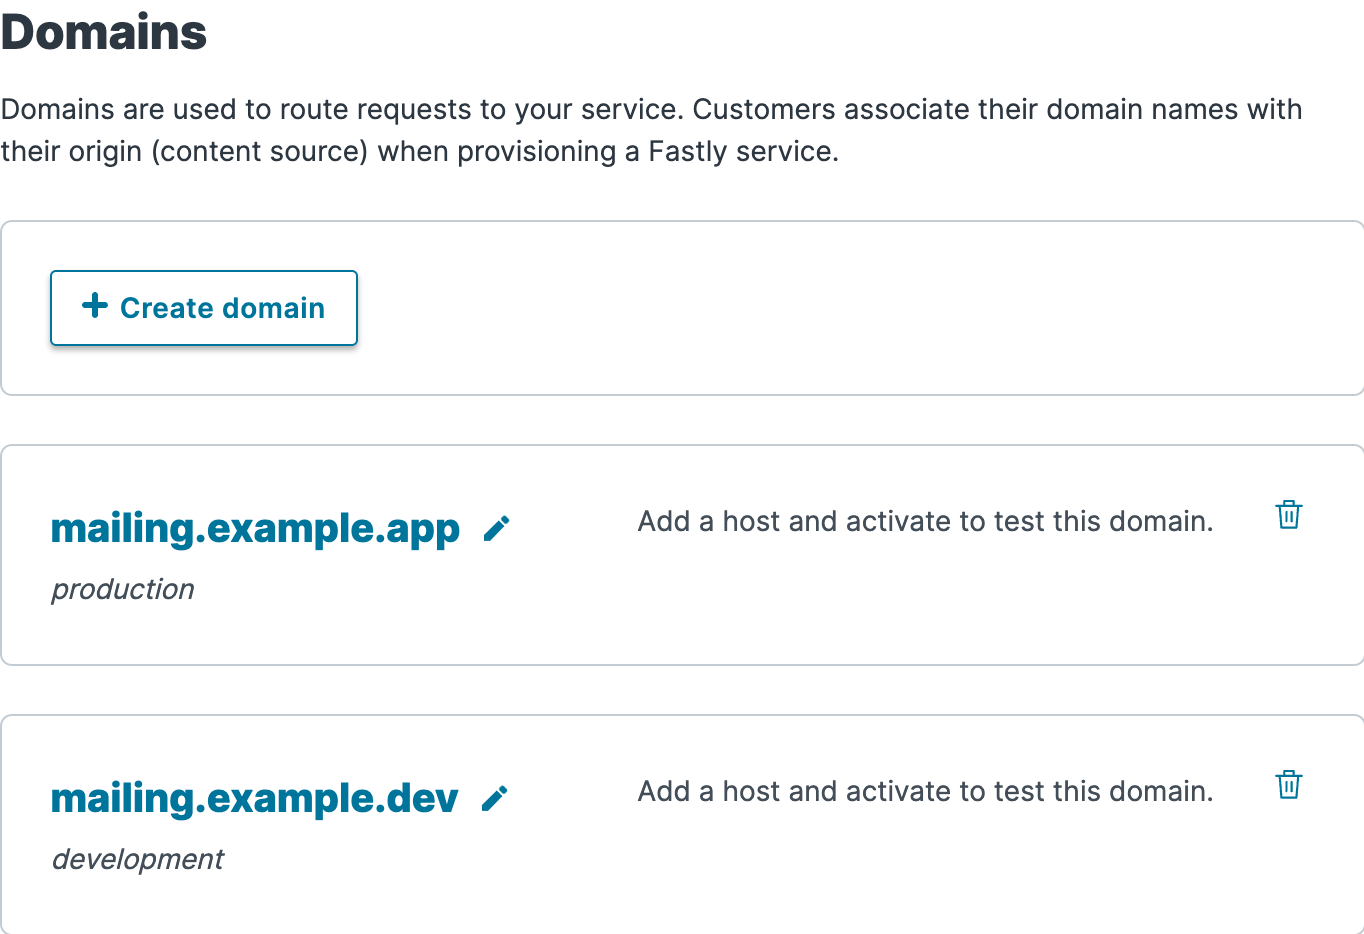 Domains
Domains are used to route requests to your service. Customers associate their domain names with
their origin (content source) when provisioning a Fastly service.
Create domain
mailing.example.app
Add a host and activate to test this domain.
production
mailing.example.dev
Add a host and activate to test this domain.
development